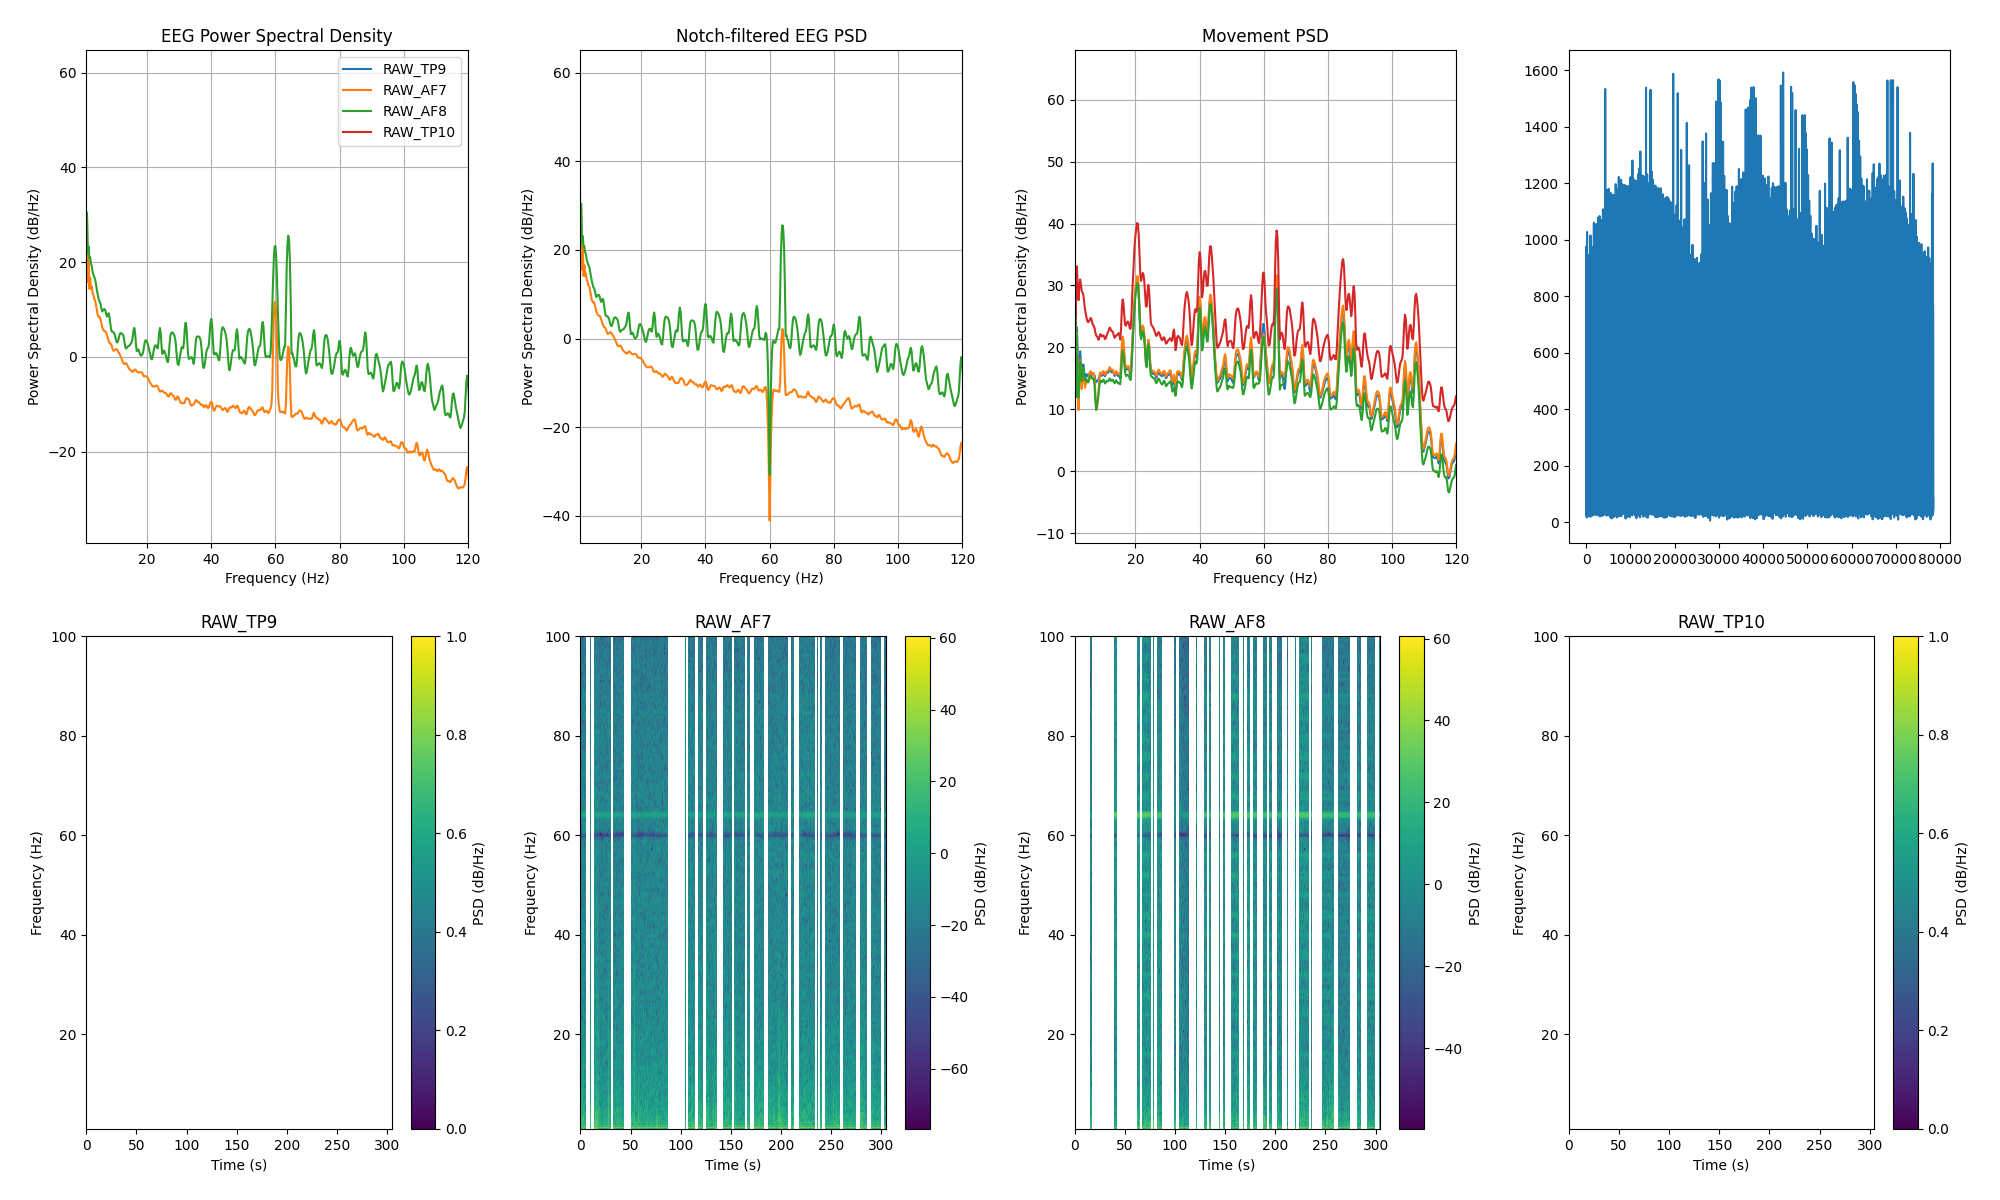 EEG Power Spectral Density
Power Spectral Density (dB/Hz)
60
40
20
0
−20
RAW_TP9
RAW_AF7
RAW_AF8
RAW_TP10
20 40 60 80 100 120
Frequency (Hz)
Notch-filtered EEG PSD
Power Spectral Density (dB/Hz)
60
40
20
0
−20
−40
20 40 60 80 100 120
Frequency (Hz)
Movement PSD
Power Spectral Density (dB/Hz)
60
50
40
30
20
10
0
−10
20 40 60 80 100 120
Frequency (Hz)
1600
1400
1200
1000
800
600
400
200
0
0 10000 20000 30000 40000 50000 60000 70000 80000
RAW_TP9
Frequency (Hz)
100
80
60
40
20
0 50 100 150 200 250 300
Time (s)
1.0
0.8
0.6
0.4
0.2
0.0
PSD (dB/Hz)
RAW_AF7
Frequency (Hz)
100
80
60
40
20
0 50 100 150 200 250 300
Time (s)
60
40
20
0
−20
−40
−60
PSD (dB/Hz)
RAW_AF8
Frequency (Hz)
100
80
60
40
20
0 50 100 150 200 250 300
Time (s)
60
40
20
0
−20
−40
PSD (dB/Hz)
RAW_TP10
Frequency (Hz)
100
80
60
40
20
0 50 100 150 200 250 300
Time (s)
1.0
0.8
0.6
0.4
0.2
0.0
PSD (dB/Hz)